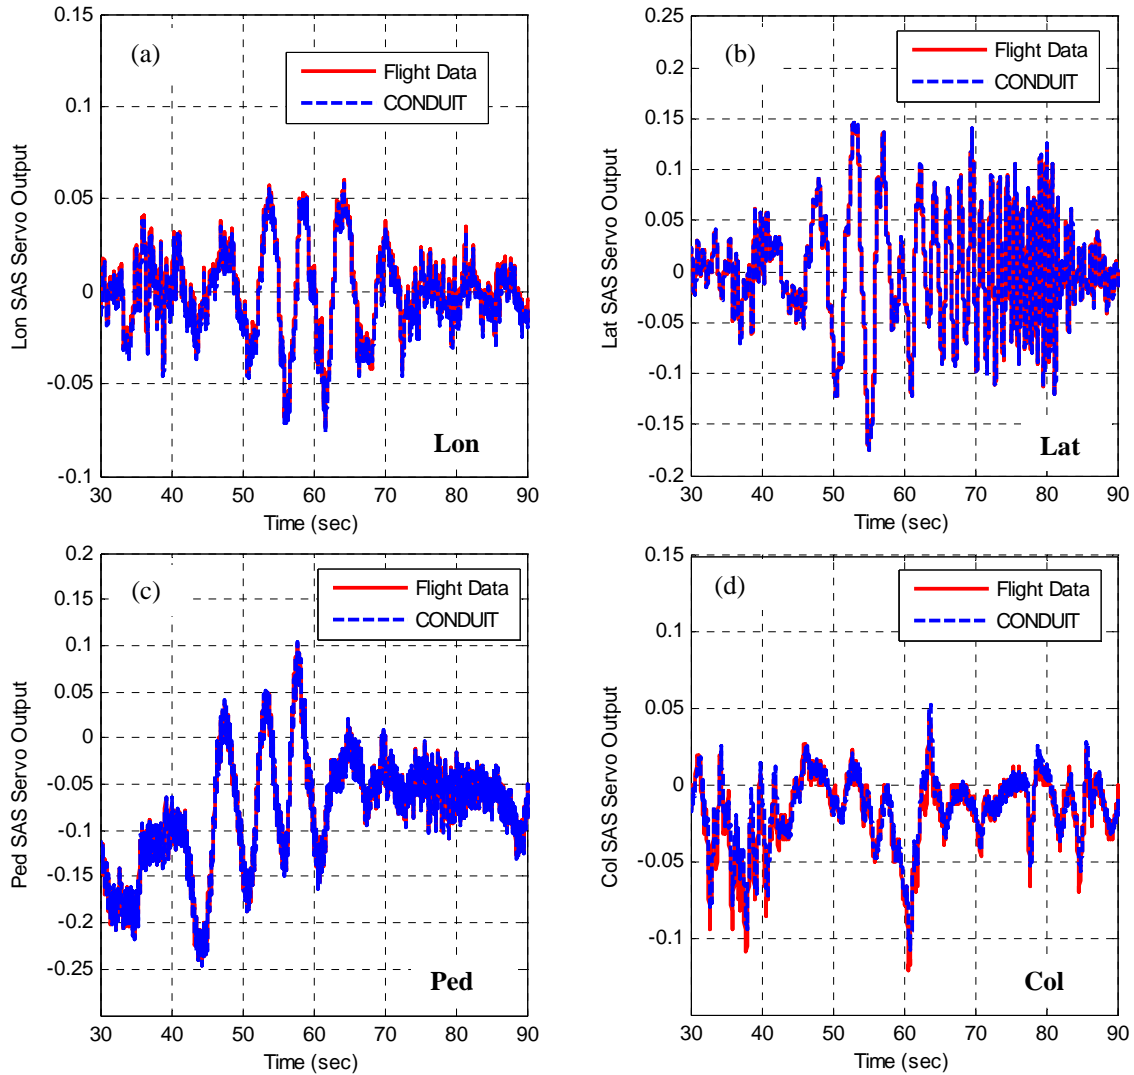 0.15
0.1
0.05
0
-0.05
-0.1
30 40 50 60 70 80 90
Lon SAS Servo Output
Time (sec)
(a)
Flight Data
CONDUIT
Lon
0.25
0.2
0.15
0.1
0.05
0
-0.05
-0.1
-0.15
-0.2
30 40 50 60 70 80 90
Lat SAS Servo Output
Time (sec)
(b)
Flight Data
CONDUIT
Lat
0.2
0.15
0.1
0.05
0
-0.05
-0.1
-0.15
-0.2
-0.25
30 40 50 60 70 80 90
Ped SAS Servo Output
Time (sec)
(c)
Flight Data
CONDUIT
Ped
0.15
0.1
0.05
0
-0.05
-0.1
30 40 50 60 70 80 90
Col SAS Servo Output
Time (sec)
(d)
Flight Data
CONDUIT
Col